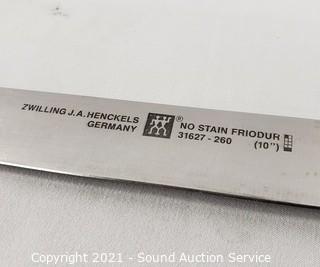 ZWILLING J.A. HENCKELS
GERMANY
®
NO STAIN FRIODUR
31627 - 260 (10")
Copyright 2021 - Sound Auction Service